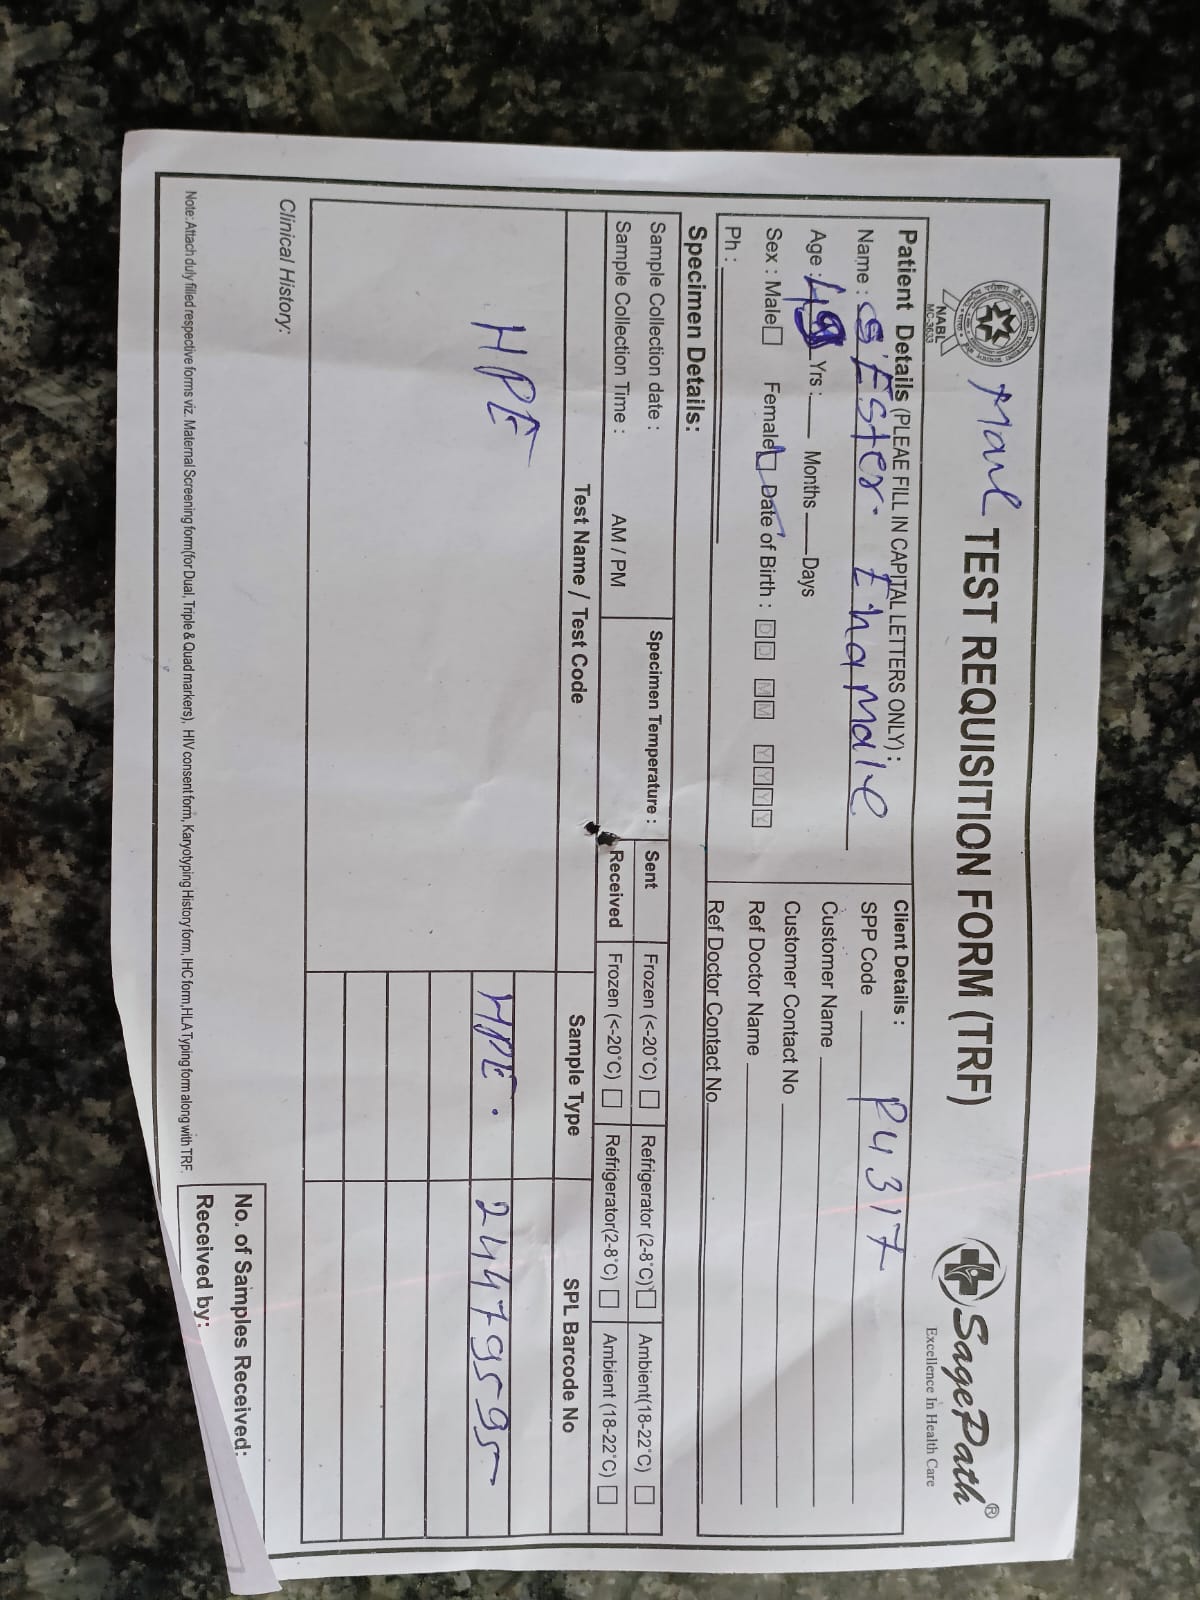 NABL
MC-3633
TEST REQUISITION FORM (TRF)
SagePath®
Excellence In Health Care
Patient Details (PLEAE FILL IN CAPITAL LETTERS ONLY) :
Name : S. Ester. Enamale
Age : 49 Yrs : Months Days
Sex : Male Female Date of Birth : D D M M Y Y Y Y
Ph :
Client Details :
SPP Code P4317
Customer Name
Customer Contact No
Ref Doctor Name
Ref Doctor Contact No
Specimen Details:
Sample Collection date :
Sample Collection Time : AM / PM
Specimen Temperature :
Sent Frozen (<-20°C) Refrigerator (2-8°C) Ambient(18-22°C)
Received Frozen (<-20°C) Refrigerator(2-8°C) Ambient (18-22°C)
Test Name / Test Code Sample Type SPL Barcode No
HPE HPE. 24479595
Clinical History:
No. of Samples Received:
Received by:
Note: Attach duly filled respective forms viz. Maternal Screening form(for Dual, Triple & Quad markers), HIV consent form, Karyotyping History form, IHC form,HLA Typing form along with TRF.